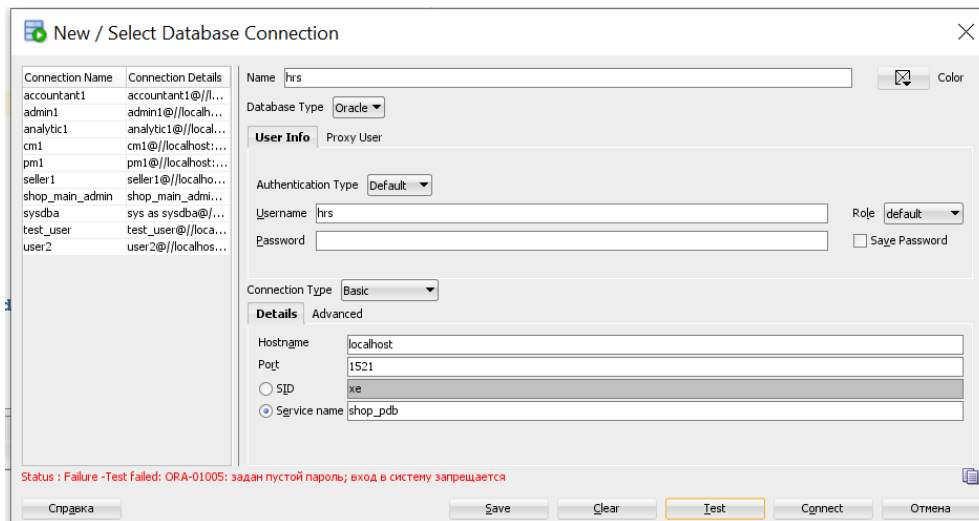 New / Select Database Connection
Connection Name Connection Details
accountant1 accountant1@//l...
admin1 admin1@//localh...
analytic1 analytic1@//local...
cm1 cm1@//localhost:...
pm1 pm1@//localhost:...
seller1 seller1@//localho...
shop_main_admin shop_main_admi...
sysdba sys as sysdba@/...
test_user test_user@//loca...
user2 user2@//localhos...
Name hrs Color
Database Type Oracle
User Info Proxy User
Authentication Type Default
Username hrs Role default
Password Save Password
Connection Type Basic
Details Advanced
Hostname localhost
Port 1521
SID xe
Service name shop_pdb
Status : Failure -Test failed: ORA-01005: задан пустой пароль; вход в систему запрещается
Справка Save Clear Test Connect Отмена